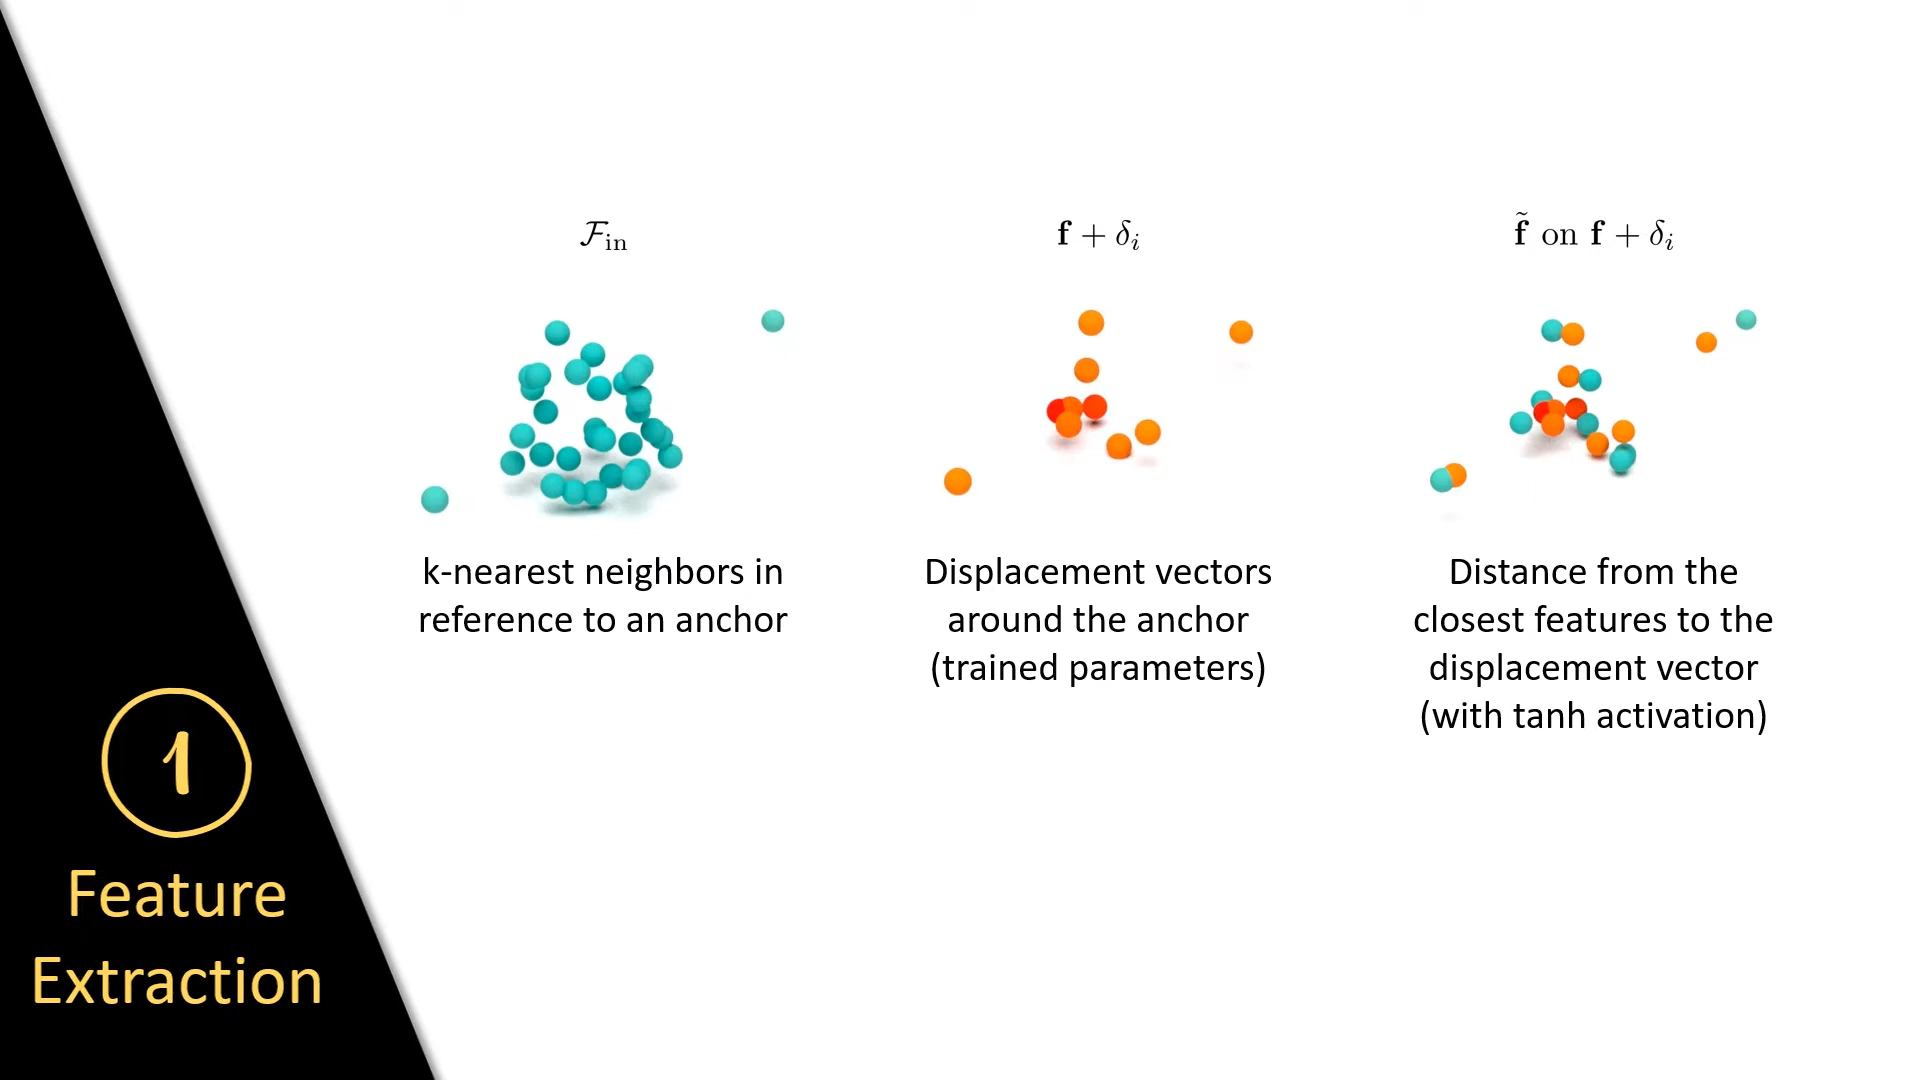 𝓕in
f + δi
f̃ on f + δi
k-nearest neighbors in
reference to an anchor
Displacement vectors
around the anchor
(trained parameters)
Distance from the
closest features to the
displacement vector
(with tanh activation)
1
Feature
Extraction